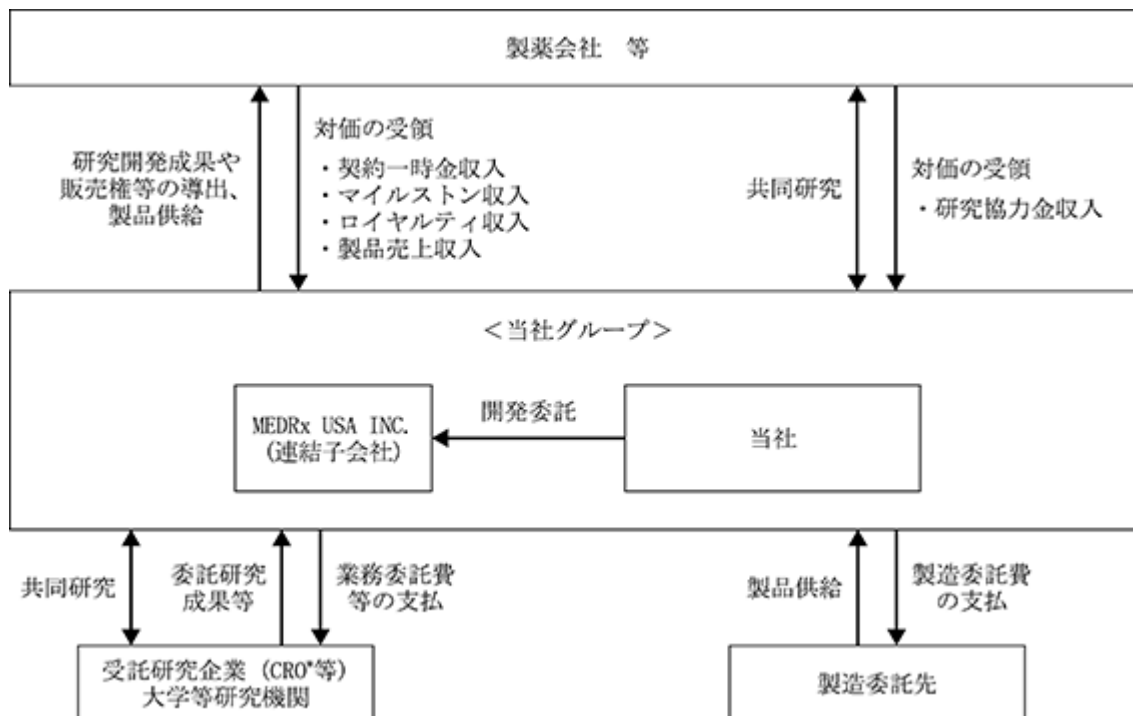 製薬会社 等
研究開発成果や
販売権等の導出、
製品供給
対価の受領
・契約一時金収入
・マイルストン収入
・ロイヤルティ収入
・製品売上収入
共同研究
対価の受領
・研究協力金収入
＜当社グループ＞
MEDRx USA INC.
(連結子会社)
開発委託
当社
共同研究
委託研究
成果等
業務委託費
等の支払
製品供給
製造委託費
の支払
受託研究企業 (CRO*等)
大学等研究機関
製造委託先